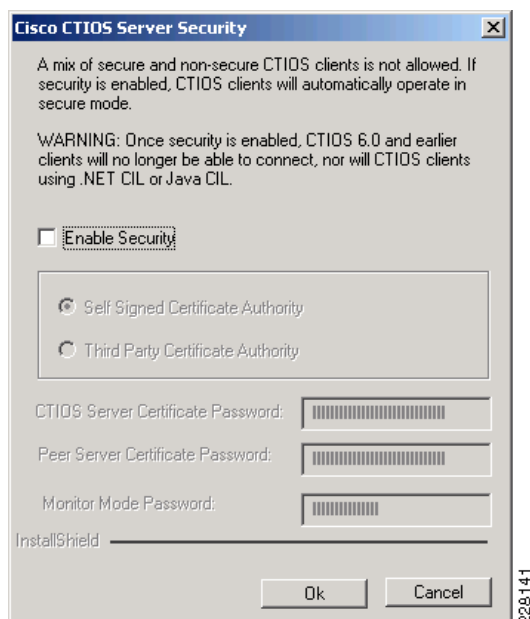 Cisco CTIOS Server Security
A mix of secure and non-secure CTIOS clients is not allowed. If
security is enabled, CTIOS clients will automatically operate in
secure mode.
WARNING: Once security is enabled, CTIOS 6.0 and earlier
clients will no longer be able to connect, nor will CTIOS clients
using .NET CIL or Java CIL.
Enable Security
Self Signed Certificate Authority
Third Party Certificate Authority
CTIOS Server Certificate Password:
Peer Server Certificate Password:
Monitor Mode Password:
InstallShield
Ok
Cancel
228141